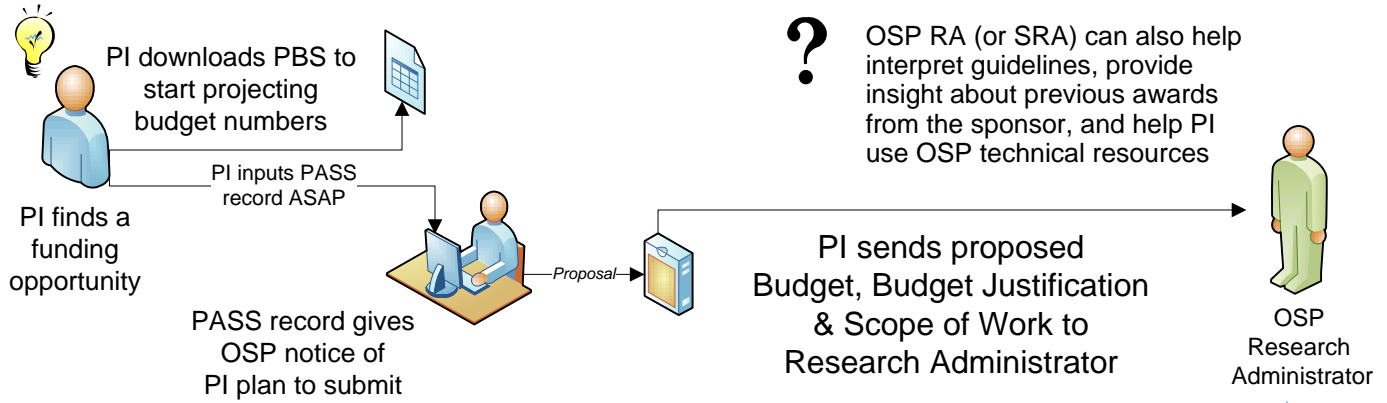 PI downloads PBS to
start projecting
budget numbers
PI inputs PASS
record ASAP
PI finds a
funding
opportunity
PASS record gives
OSP notice of
PI plan to submit
Proposal
?
OSP RA (or SRA) can also help
interpret guidelines, provide
insight about previous awards
from the sponsor, and help PI
use OSP technical resources
PI sends proposed
Budget, Budget Justification
& Scope of Work to
Research Administrator
OSP
Research
Administrator